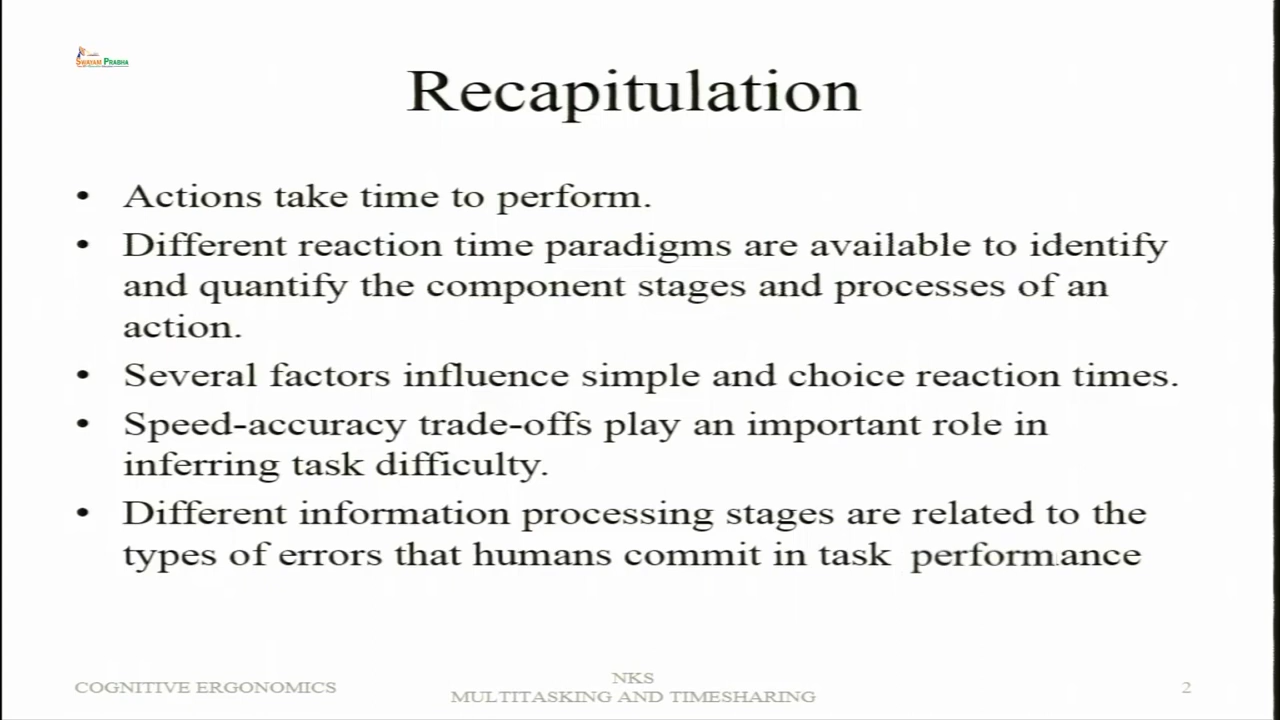 SWAYAM PRABHA
Recapitulation
• Actions take time to perform.
• Different reaction time paradigms are available to identify
and quantify the component stages and processes of an
action.
• Several factors influence simple and choice reaction times.
• Speed-accuracy trade-offs play an important role in
inferring task difficulty.
• Different information processing stages are related to the
types of errors that humans commit in task performance
COGNITIVE ERGONOMICS
NKS
MULTITASKING AND TIMESHARING
2